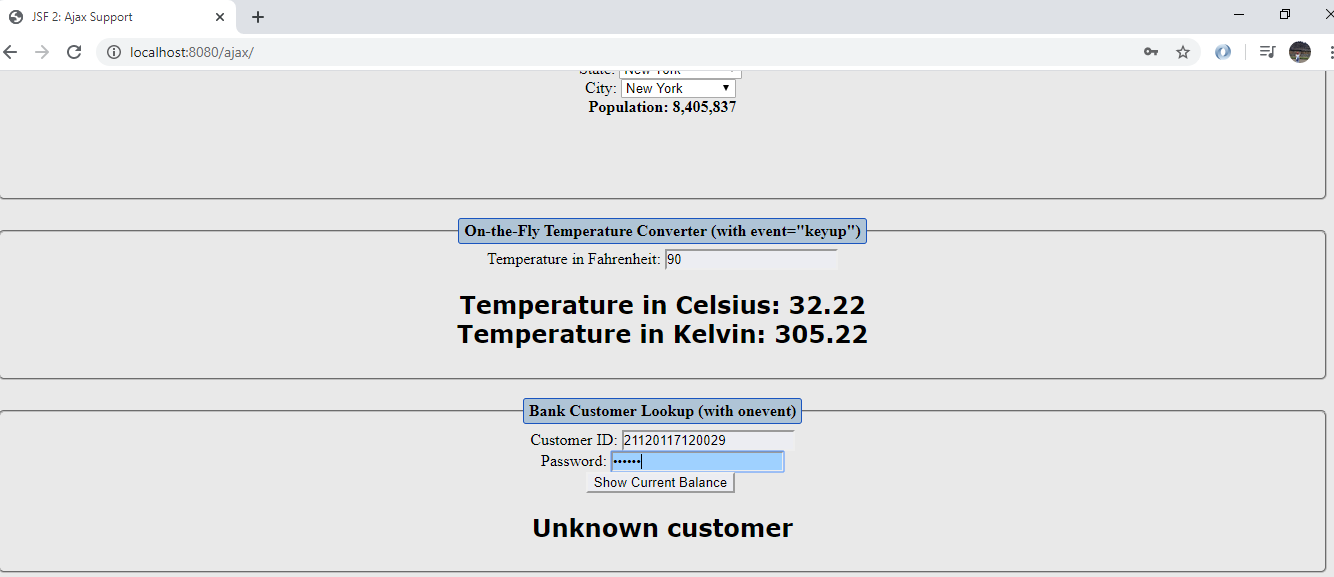 JSF 2: Ajax Support
localhost:8080/ajax/
State: New York
City: New York
Population: 8,405,837
On-the-Fly Temperature Converter (with event="keyup")
Temperature in Fahrenheit: 90
Temperature in Celsius: 32.22
Temperature in Kelvin: 305.22
Bank Customer Lookup (with onevent)
Customer ID: 21120117120029
Password: ••••••
Show Current Balance
Unknown customer